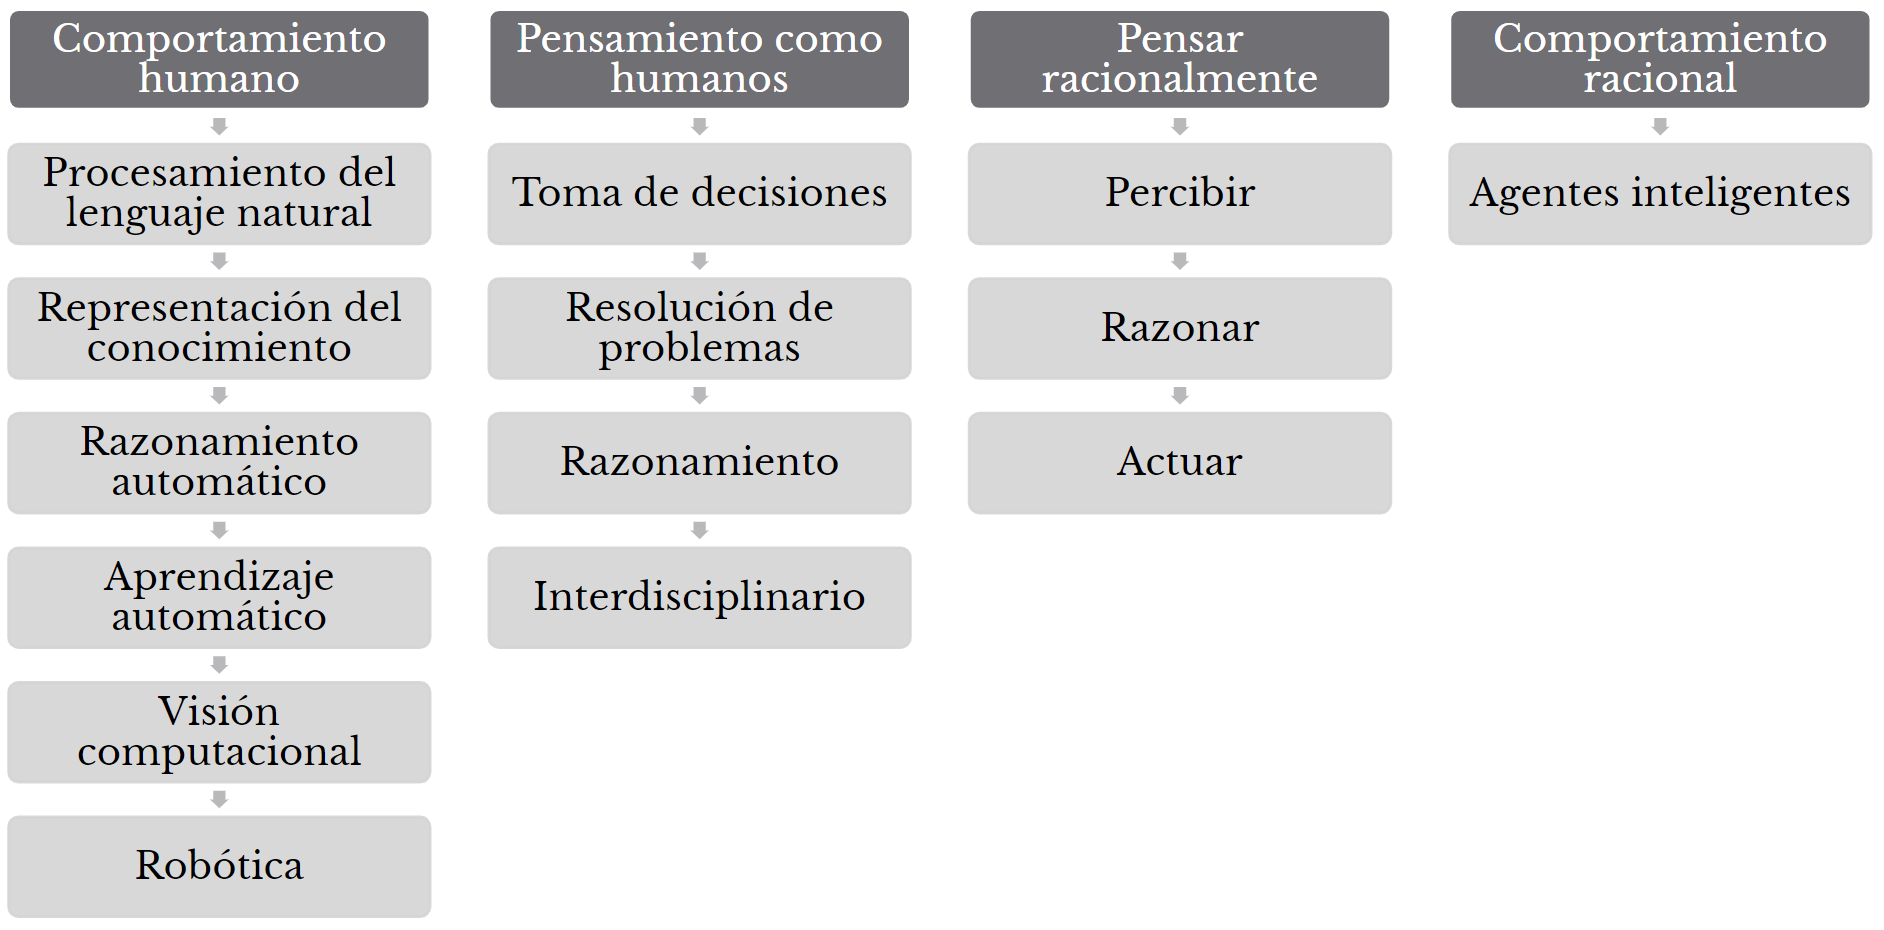 Comportamiento
humano
Procesamiento del
lenguaje natural
Representación del
conocimiento
Razonamiento
automático
Aprendizaje
automático
Visión
computacional
Robótica
Pensamiento como
humanos
Toma de decisiones
Resolución de
problemas
Razonamiento
Interdisciplinario
Pensar
racionalmente
Percibir
Razonar
Actuar
Comportamiento
racional
Agentes inteligentes